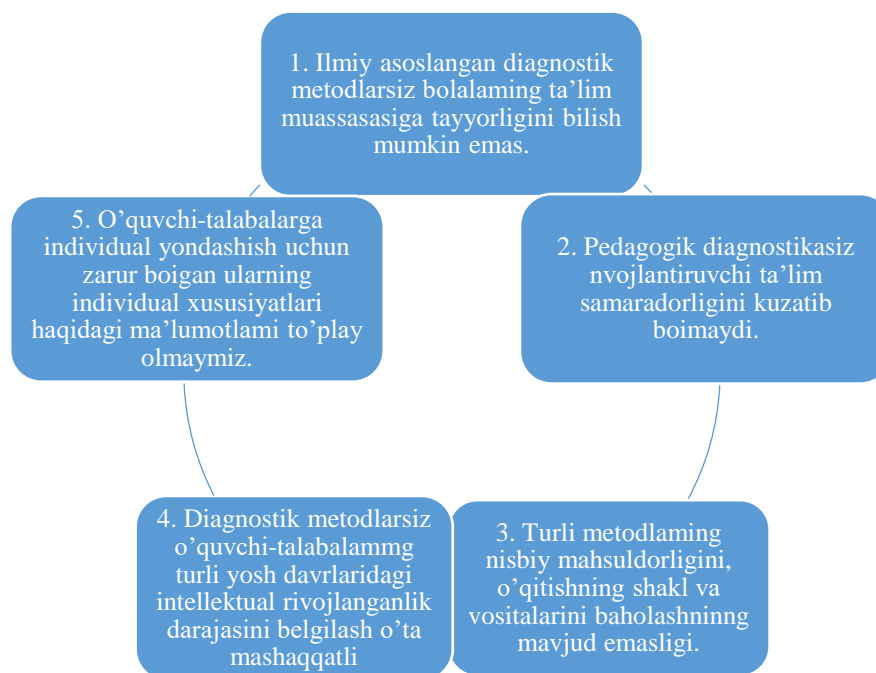 1. Ilmiy asoslangan diagnostik
metodlarsiz bolalaming ta’lim
muassasasiga tayyorligini bilish
mumkin emas.
2. Pedagogik diagnostikasiz
nvojlantiruvchi ta’lim
samaradorligini kuzatib
boimaydi.
3. Turli metodlaming
nisbiy mahsuldorligini,
o’qitishning shakl va
vositalarini baholashninng
mavjud emasligi.
4. Diagnostik metodlarsiz
o’quvchi-talabalammg
turli yosh davrlaridagi
intellektual rivojlanganlik
darajasini belgilash o’ta
mashaqqatli
5. O’quvchi-talabalarga
individual yondashish uchun
zarur boigan ularning
individual xususiyatlari
haqidagi ma’lumotlami to’play
olmaymiz.